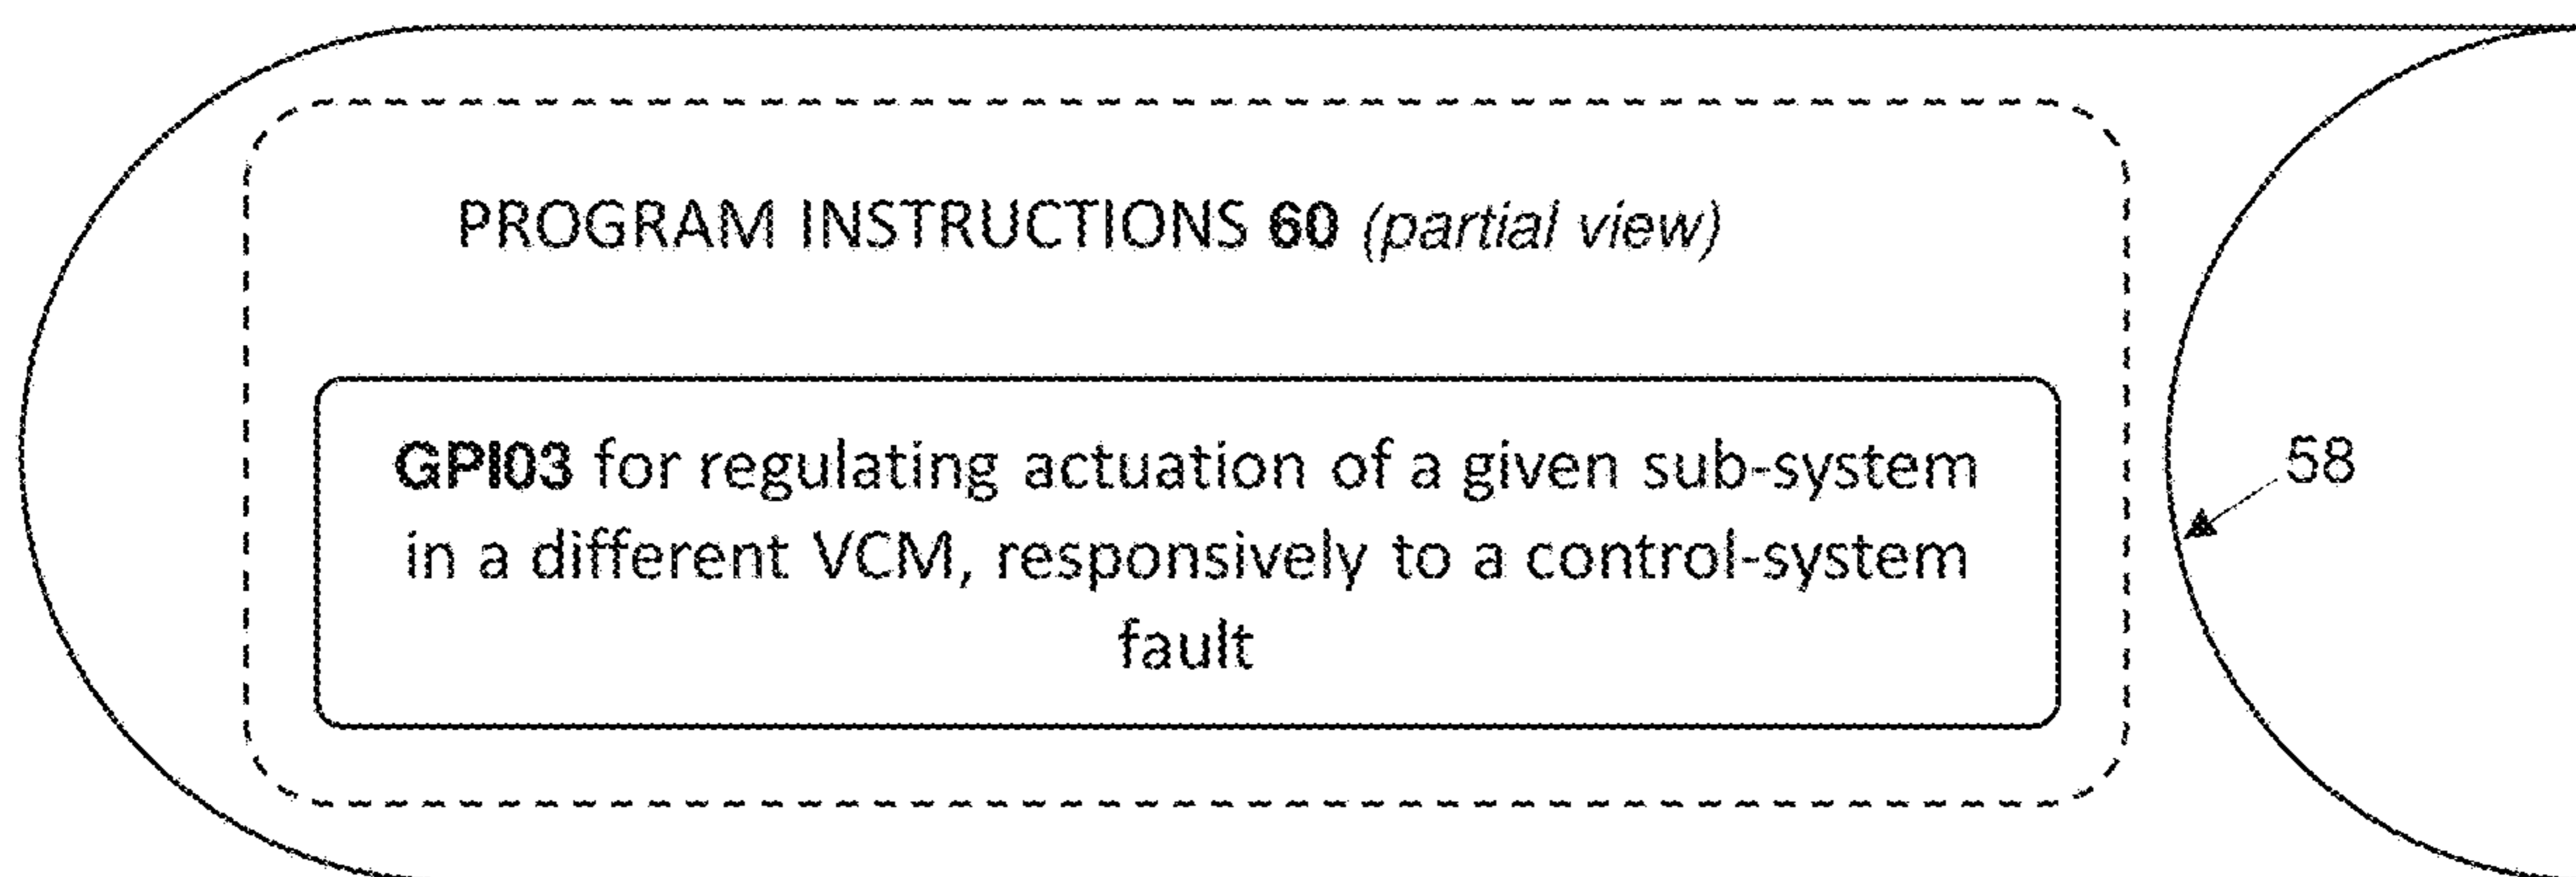 PROGRAM INSTRUCTIONS 60 (partial view)
GPI03 for regulating actuation of a given sub-system
in a different VCM, responsively to a control-system
fault
58